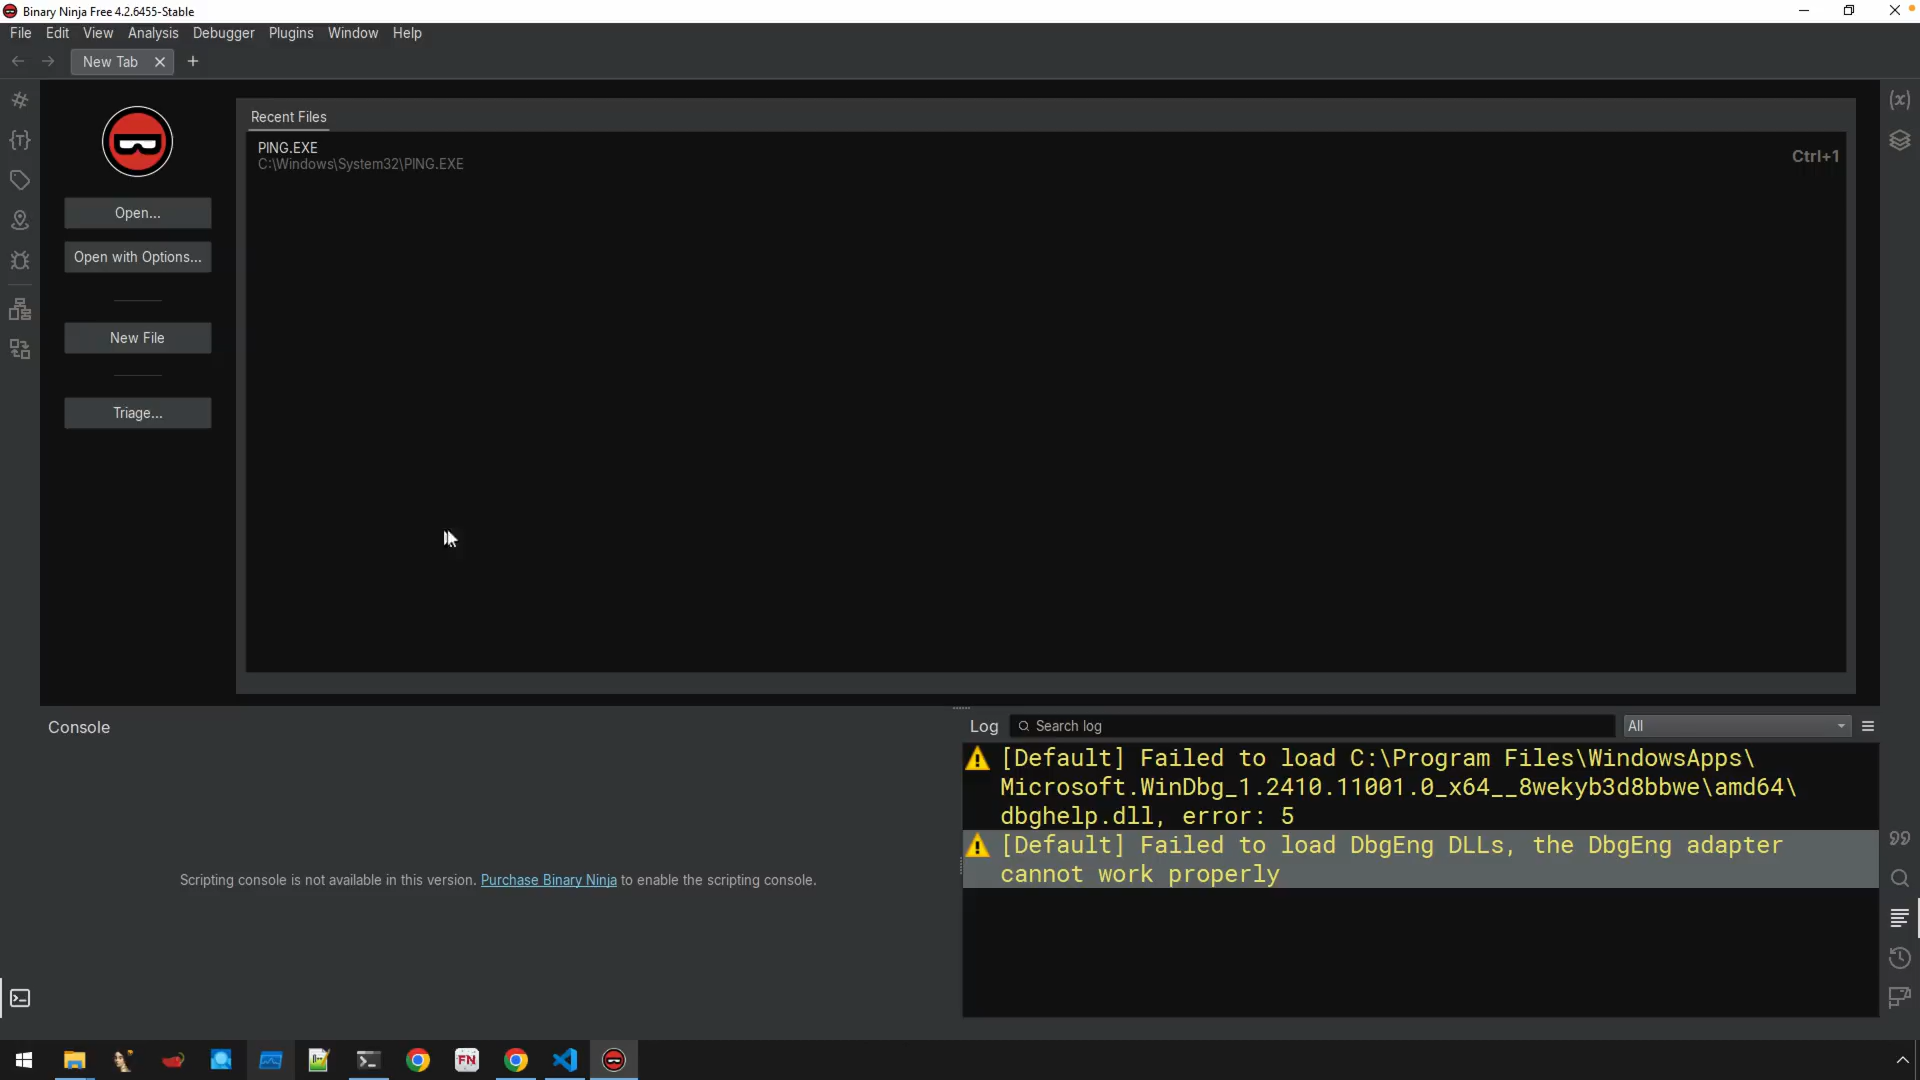 Binary Ninja Free 4.2.6455-Stable
File Edit View Analysis Debugger Plugins Window Help
New Tab
Recent Files
PING.EXE
C:\Windows\System32\PING.EXE
Ctrl+1
Open...
Open with Options...
New File
Triage...
Console
Scripting console is not available in this version. Purchase Binary Ninja to enable the scripting console.
Log
Search log
All
[Default] Failed to load C:\Program Files\WindowsApps\
Microsoft.WinDbg_1.2410.11001.0_x64__8wekyb3d8bbwe\amd64\
dbghelp.dll, error: 5
[Default] Failed to load DbgEng DLLs, the DbgEng adapter
cannot work properly
FN